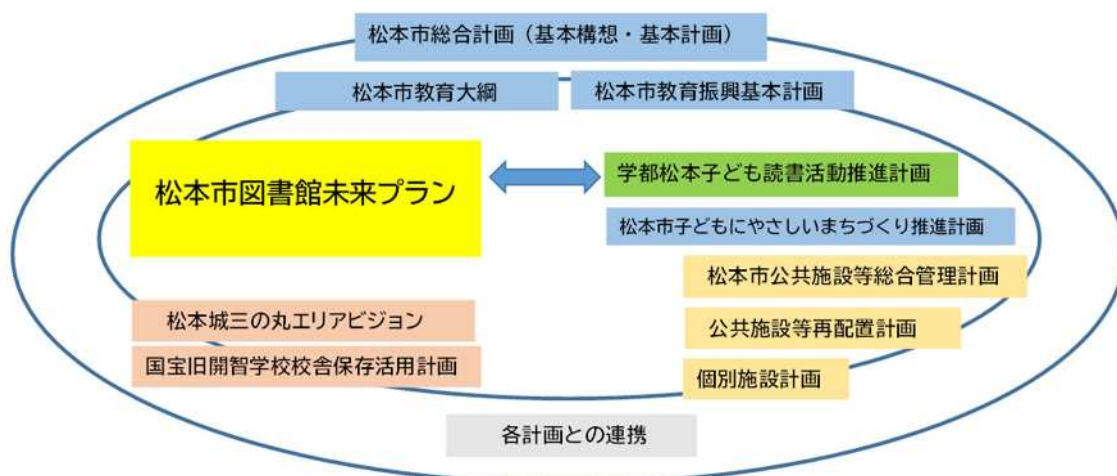 松本市総合計画（基本構想・基本計画）
松本市教育大綱
松本市教育振興基本計画
松本市図書館未来プラン
学都松本子ども読書活動推進計画
松本市子どもにやさしいまちづくり推進計画
松本市公共施設等総合管理計画
松本城三の丸エリアビジョン
公共施設等再配置計画
国宝旧開智学校校舎保存活用計画
個別施設計画
各計画との連携